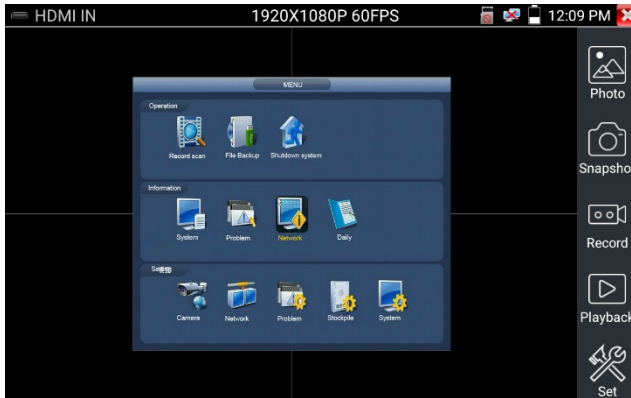 HDMI IN 1920X1080P 60FPS 12:09 PM
MENU
Operation
Record scan File Backup Shutdown system
Information
System Problem Network Daily
Camera Network Problem Stockpile System
Photo
Snapsho
Record
Playback
Set